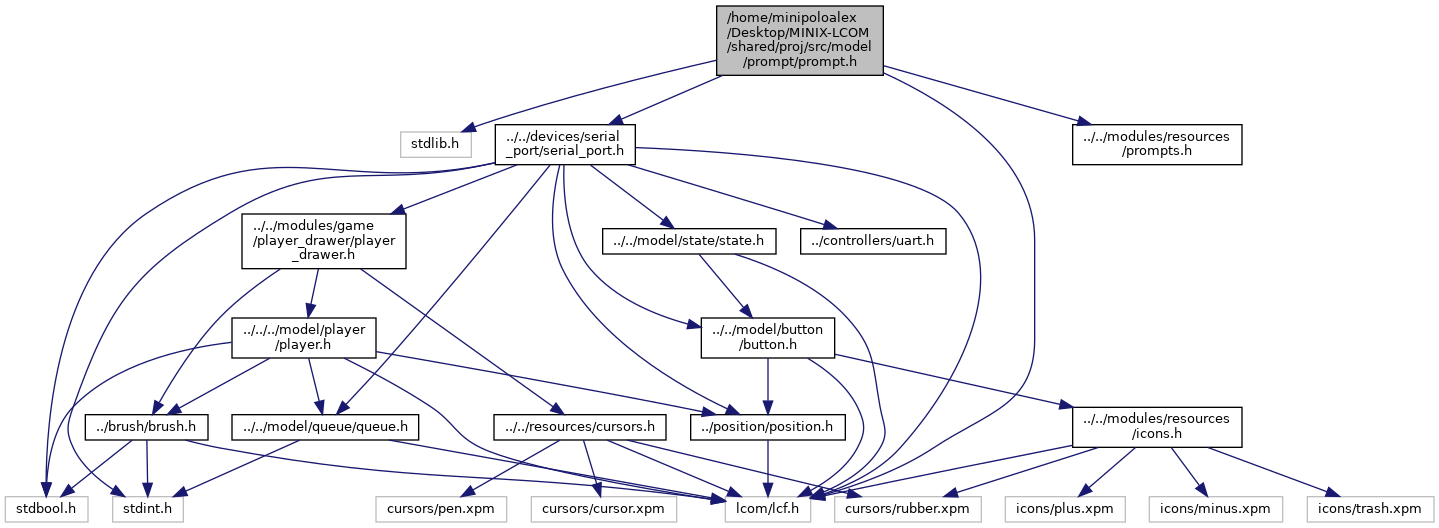 /home/minipoloalex
/Desktop/MINIX-LCOM
/shared/proj/src/model
/prompt/prompt.h
stdlib.h
../../devices/serial
_port/serial_port.h
../../modules/resources
/prompts.h
../../modules/game
/player_drawer/player
_drawer.h
../../model/state/state.h
../controllers/uart.h
../../../model/player
/player.h
../../model/button
/button.h
../brush/brush.h
../../model/queue/queue.h
../../resources/cursors.h
../position/position.h
../../modules/resources
/icons.h
stdbool.h
stdint.h
cursors/pen.xpm
cursors/cursor.xpm
lcom/lcf.h
cursors/rubber.xpm
icons/plus.xpm
icons/minus.xpm
icons/trash.xpm